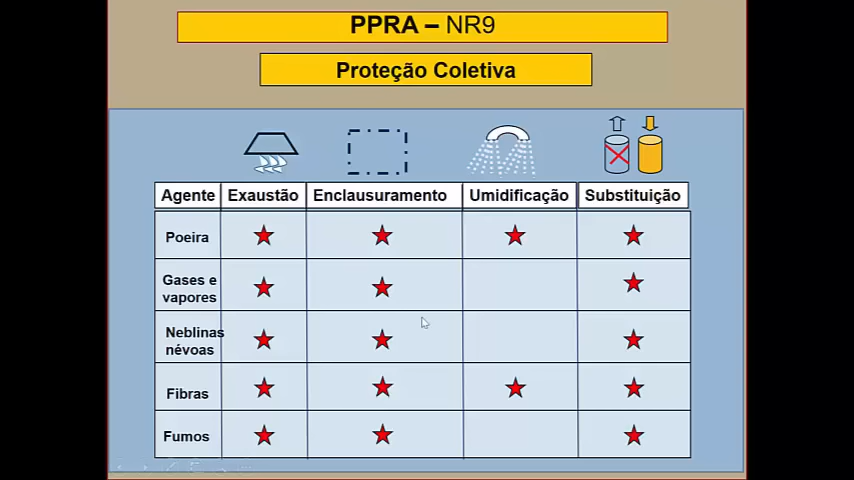 PPRA – NR9
Proteção Coletiva
Agente Exaustão Enclausuramento Umidificação Substituição
Poeira
Gases e
vapores
Neblinas
névoas
Fibras
Fumos